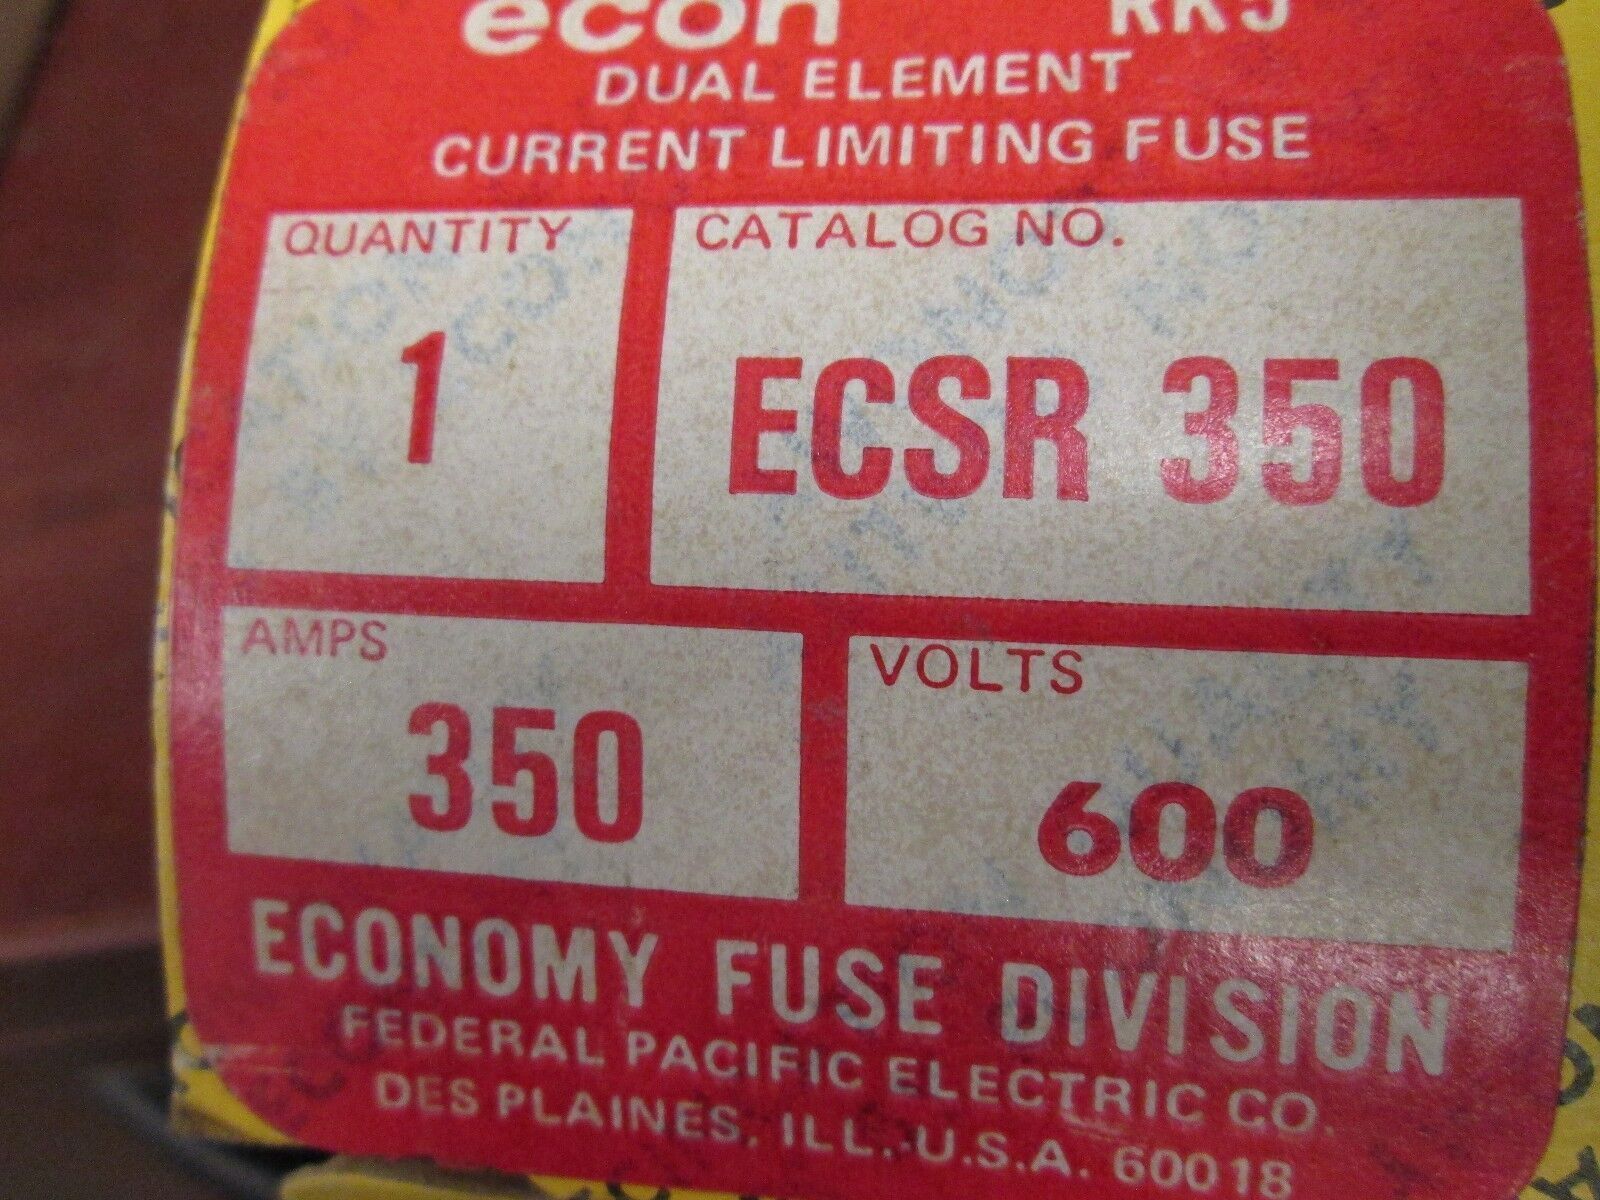 econ RK5
DUAL ELEMENT
CURRENT LIMITING FUSE
QUANTITY
1
CATALOG NO.
ECSR 350
AMPS
350
VOLTS
600
ECONOMY FUSE DIVISION
FEDERAL PACIFIC ELECTRIC CO.
DES PLAINES, ILL., U.S.A. 60018